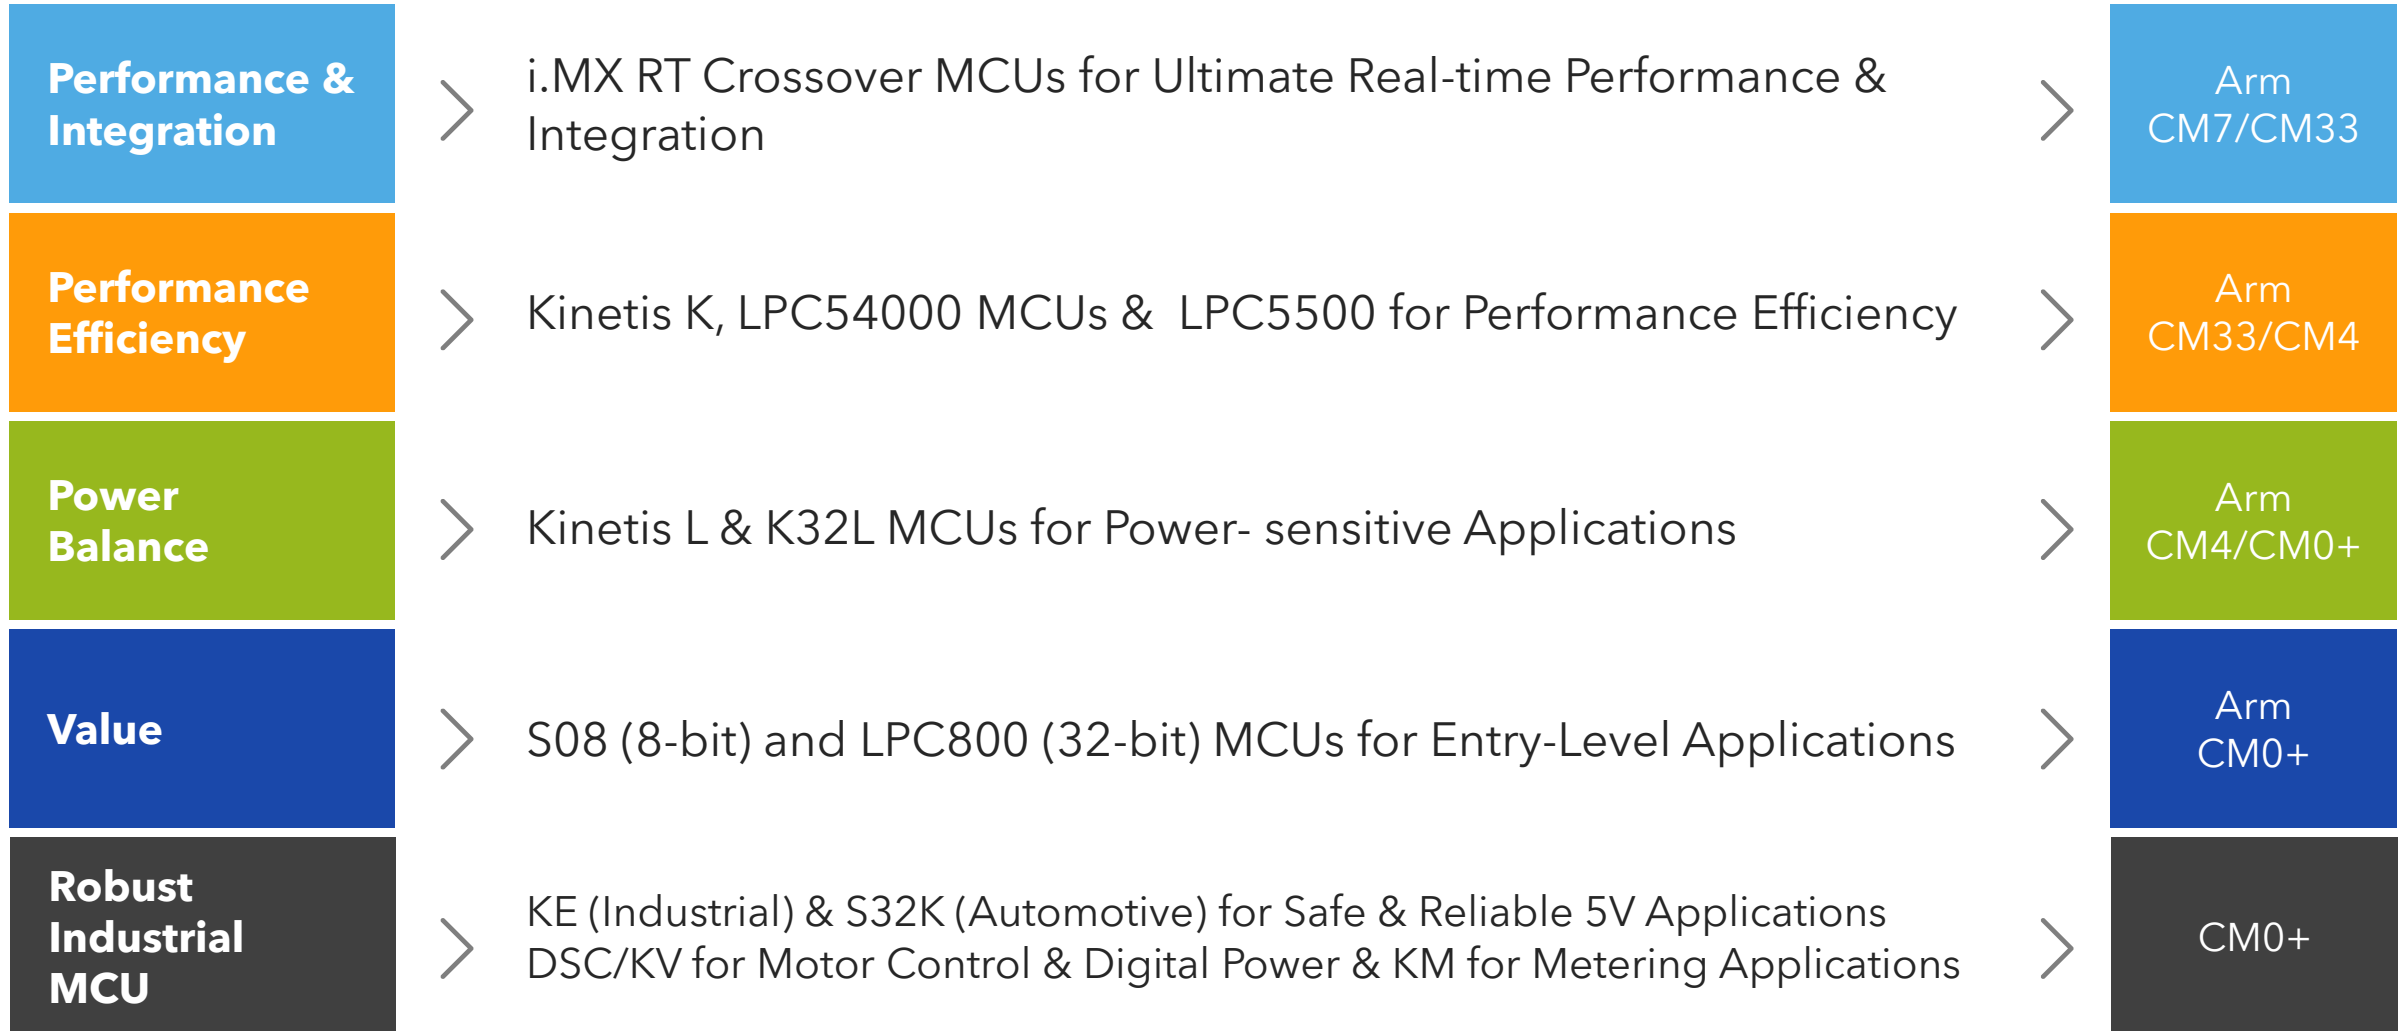 Performance &
Integration
i.MX RT Crossover MCUs for Ultimate Real-time Performance &
Integration
Arm
CM7/CM33
Performance
Efficiency
Kinetis K, LPC54000 MCUs & LPC5500 for Performance Efficiency
Arm
CM33/CM4
Power
Balance
Kinetis L & K32L MCUs for Power- sensitive Applications
Arm
CM4/CM0+
Value
S08 (8-bit) and LPC800 (32-bit) MCUs for Entry-Level Applications
Arm
CM0+
Robust
Industrial
MCU
KE (Industrial) & S32K (Automotive) for Safe & Reliable 5V Applications
DSC/KV for Motor Control & Digital Power & KM for Metering Applications
CM0+